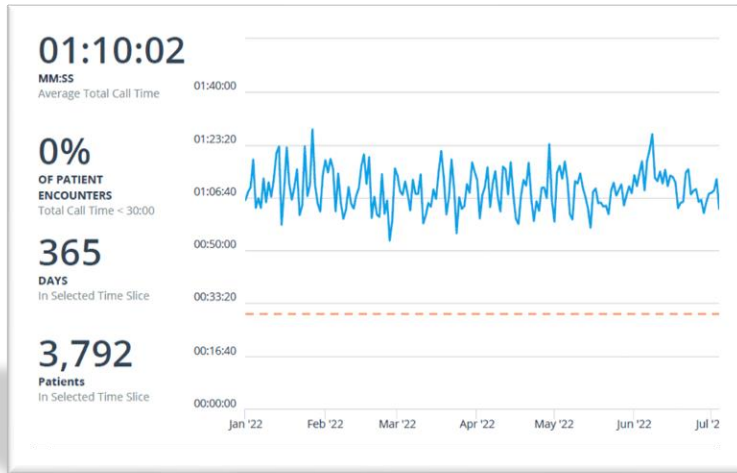 01:10:02
MM:SS
Average Total Call Time
0%
OF PATIENT
ENCOUNTERS
Total Call Time < 30:00
365
DAYS
In Selected Time Slice
3,792
Patients
In Selected Time Slice
01:40:00
01:23:20
01:06:40
00:50:00
00:33:20
00:16:40
00:00:00
Jan '22 Feb '22 Mar '22 Apr '22 May '22 Jun '22 Jul '2